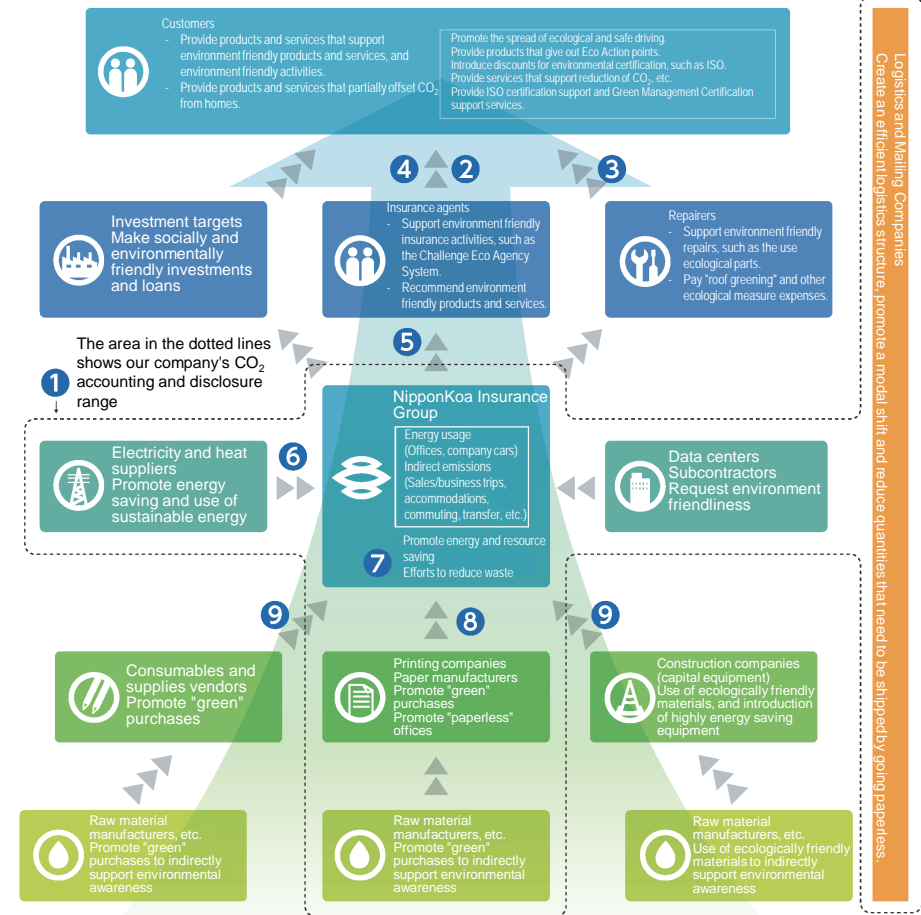 Customers
- Provide products and services that support
environment friendly products and services, and
environment friendly activities.
- Provide products and services that partially offset CO2
from homes.
Promote the spread of ecological and safe driving.
Provide products that give out Eco Action points.
Introduce discounts for environmental certification, such as ISO.
Provide services that support reduction of CO2, etc.
Provide ISO certification support and Green Management Certification
support services.
4
2
3
Investment targets
Make socially and
environmentally
friendly investments
and loans
Insurance agents
- Support environment friendly
insurance activities, such as
the Challenge Eco Agency
System.
- Recommend environment
friendly products and services.
Repairers
- Support environment friendly
repairs, such as the use
ecological parts.
- Pay "roof greening" and other
ecological measure expenses.
5
1
The area in the dotted lines
shows our company's CO2
accounting and disclosure
range
NipponKoa Insurance
Group
Energy usage
(Offices, company cars)
Indirect emissions
(Sales/business trips,
accommodations,
commuting, transfer, etc.)
7
Promote energy and resource
saving
Efforts to reduce waste
Electricity and heat
suppliers
Promote energy
saving and use of
sustainable energy
6
Data centers
Subcontractors
Request environment
friendliness
9
8
9
Consumables and
supplies vendors
Promote "green"
purchases
Printing companies
Paper manufacturers
Promote "green"
purchases
Promote "paperless"
offices
Construction companies
(capital equipment)
Use of ecologically friendly
materials, and introduction
of highly energy saving
equipment
Raw material
manufacturers, etc.
Promote "green"
purchases to indirectly
support environmental
awareness
Raw material
manufacturers, etc.
Promote "green"
purchases to indirectly
support environmental
awareness
Raw material
manufacturers, etc.
Use of ecologically friendly
materials to indirectly
support environmental
awareness
Logistics and Mailing Companies
Create an efficient logistics structure, promote a modal shift and reduce quantities that need to be shipped by going paperless.